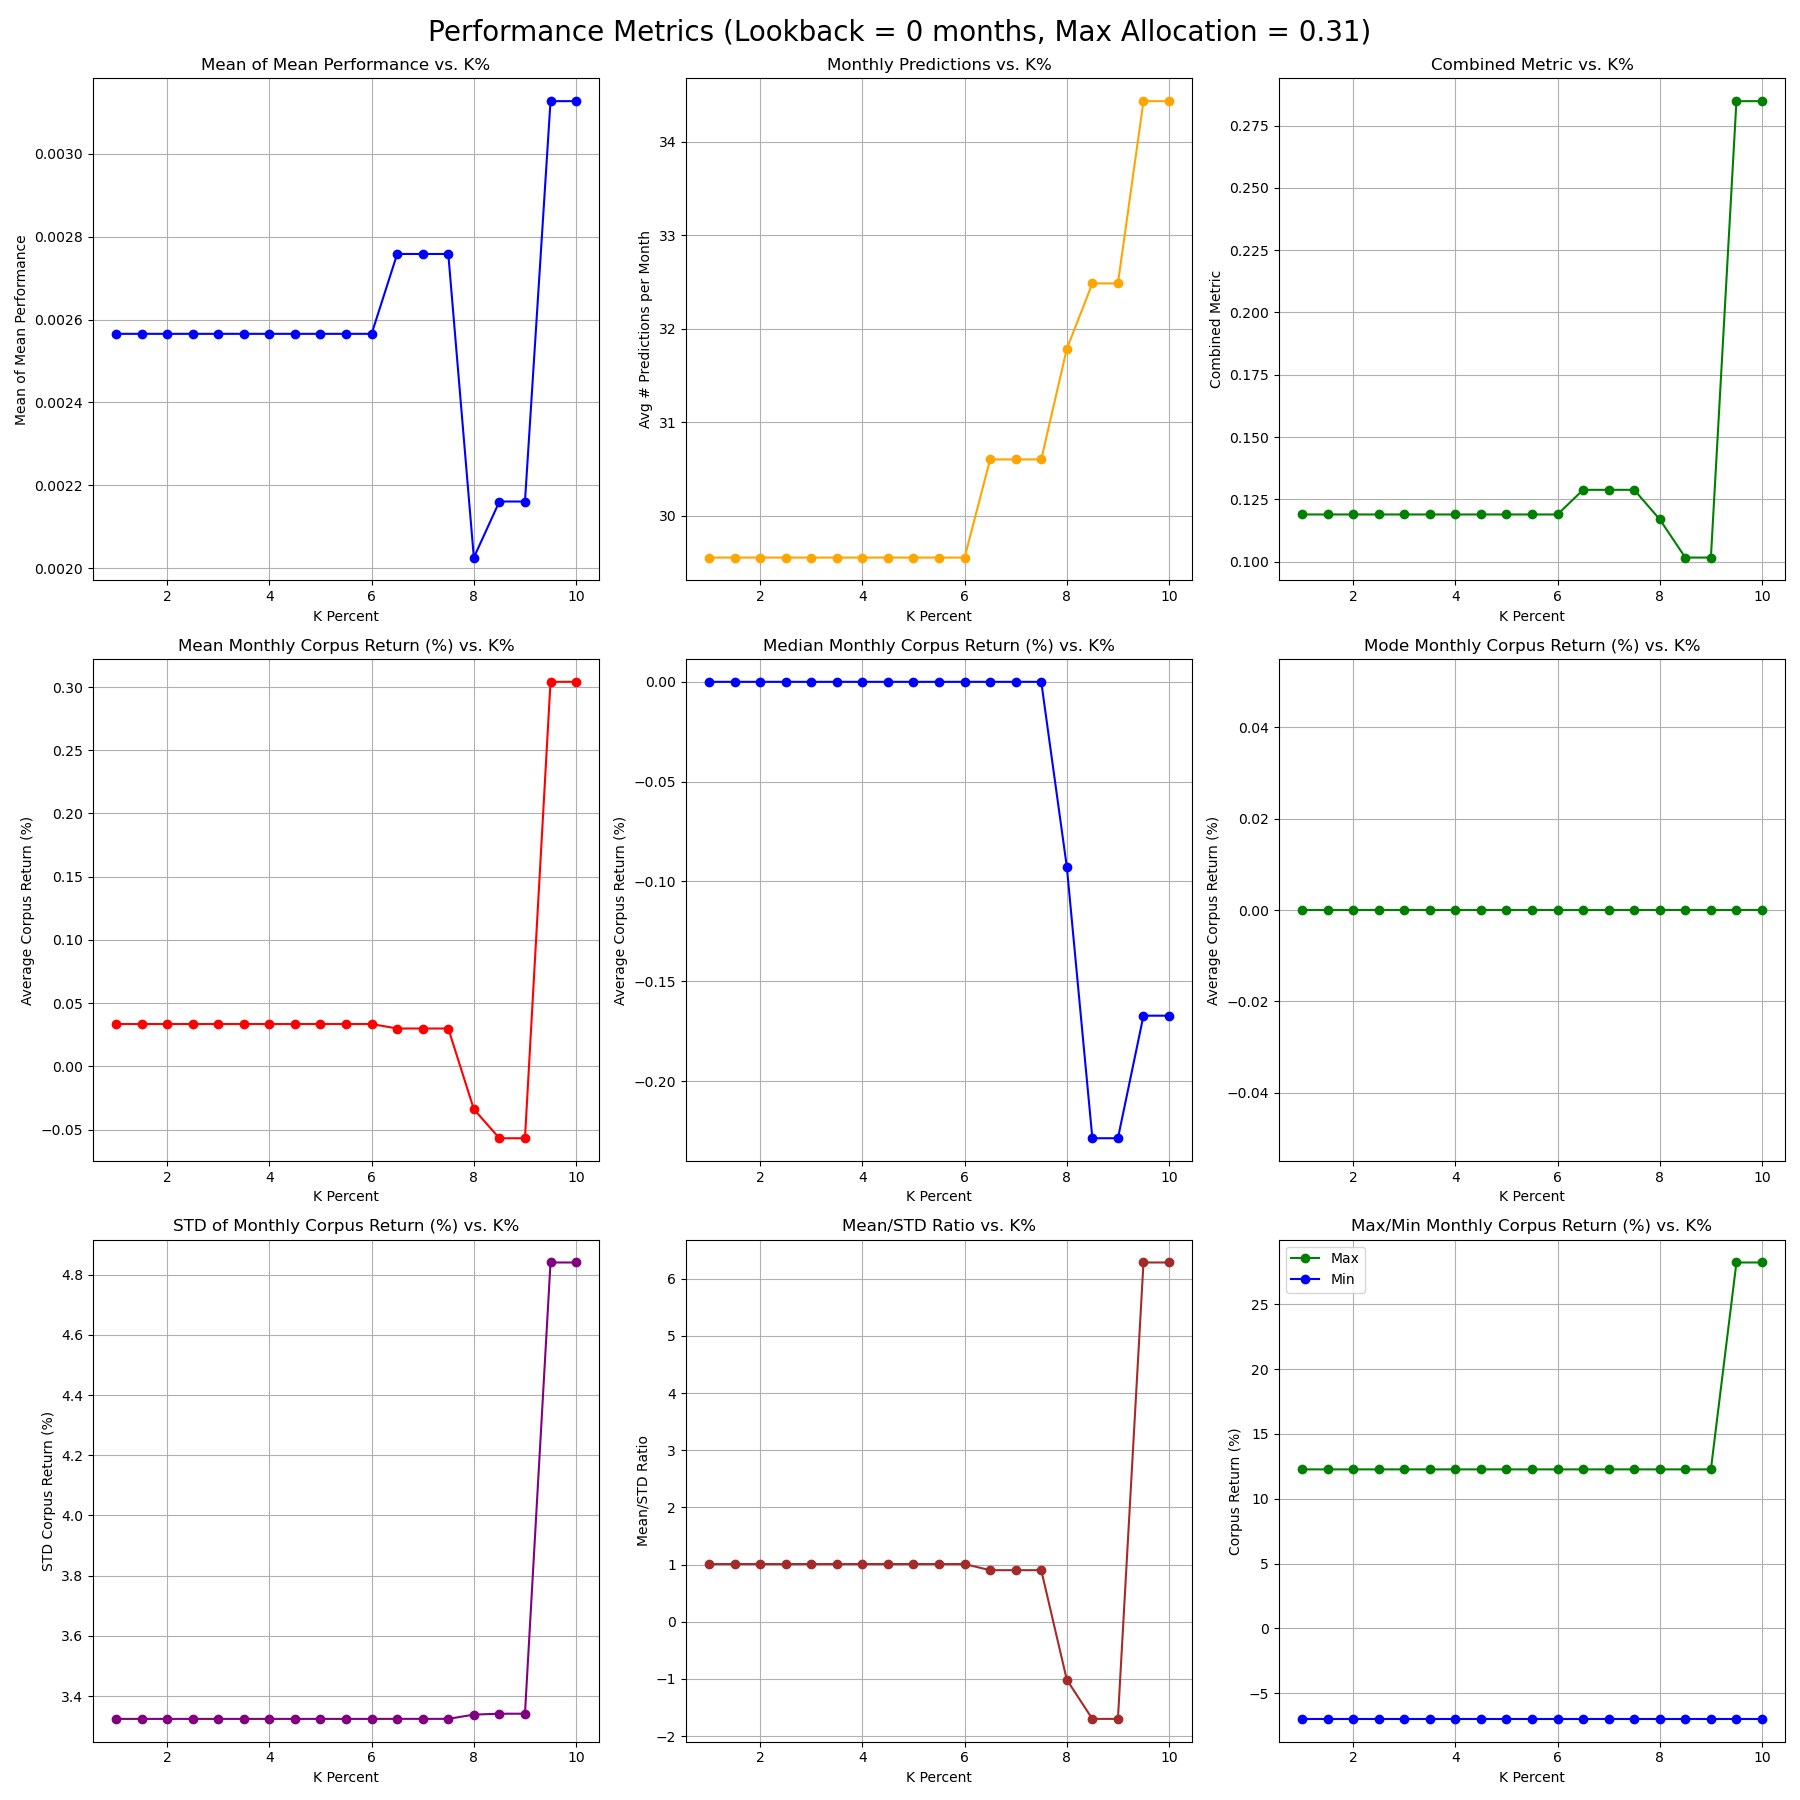 Performance Metrics (Lookback = 0 months, Max Allocation = 0.31)
Mean of Mean Performance vs. K%
Mean of Mean Performance
0.0030
0.0028
0.0026
0.0024
0.0022
0.0020
2 4 6 8 10
K Percent
Monthly Predictions vs. K%
Avg # Predictions per Month
34
33
32
31
30
2 4 6 8 10
K Percent
Combined Metric vs. K%
Combined Metric
0.275
0.250
0.225
0.200
0.175
0.150
0.125
0.100
2 4 6 8 10
K Percent
Mean Monthly Corpus Return (%) vs. K%
Average Corpus Return (%)
0.30
0.25
0.20
0.15
0.10
0.05
0.00
−0.05
2 4 6 8 10
K Percent
Median Monthly Corpus Return (%) vs. K%
Average Corpus Return (%)
0.00
−0.05
−0.10
−0.15
−0.20
2 4 6 8 10
K Percent
Mode Monthly Corpus Return (%) vs. K%
Average Corpus Return (%)
0.04
0.02
0.00
−0.02
−0.04
2 4 6 8 10
K Percent
STD of Monthly Corpus Return (%) vs. K%
STD Corpus Return (%)
4.8
4.6
4.4
4.2
4.0
3.8
3.6
3.4
2 4 6 8 10
K Percent
Mean/STD Ratio vs. K%
Mean/STD Ratio
6
5
4
3
2
1
0
−1
−2
2 4 6 8 10
K Percent
Max/Min Monthly Corpus Return (%) vs. K%
Max
Min
Corpus Return (%)
25
20
15
10
5
0
−5
2 4 6 8 10
K Percent